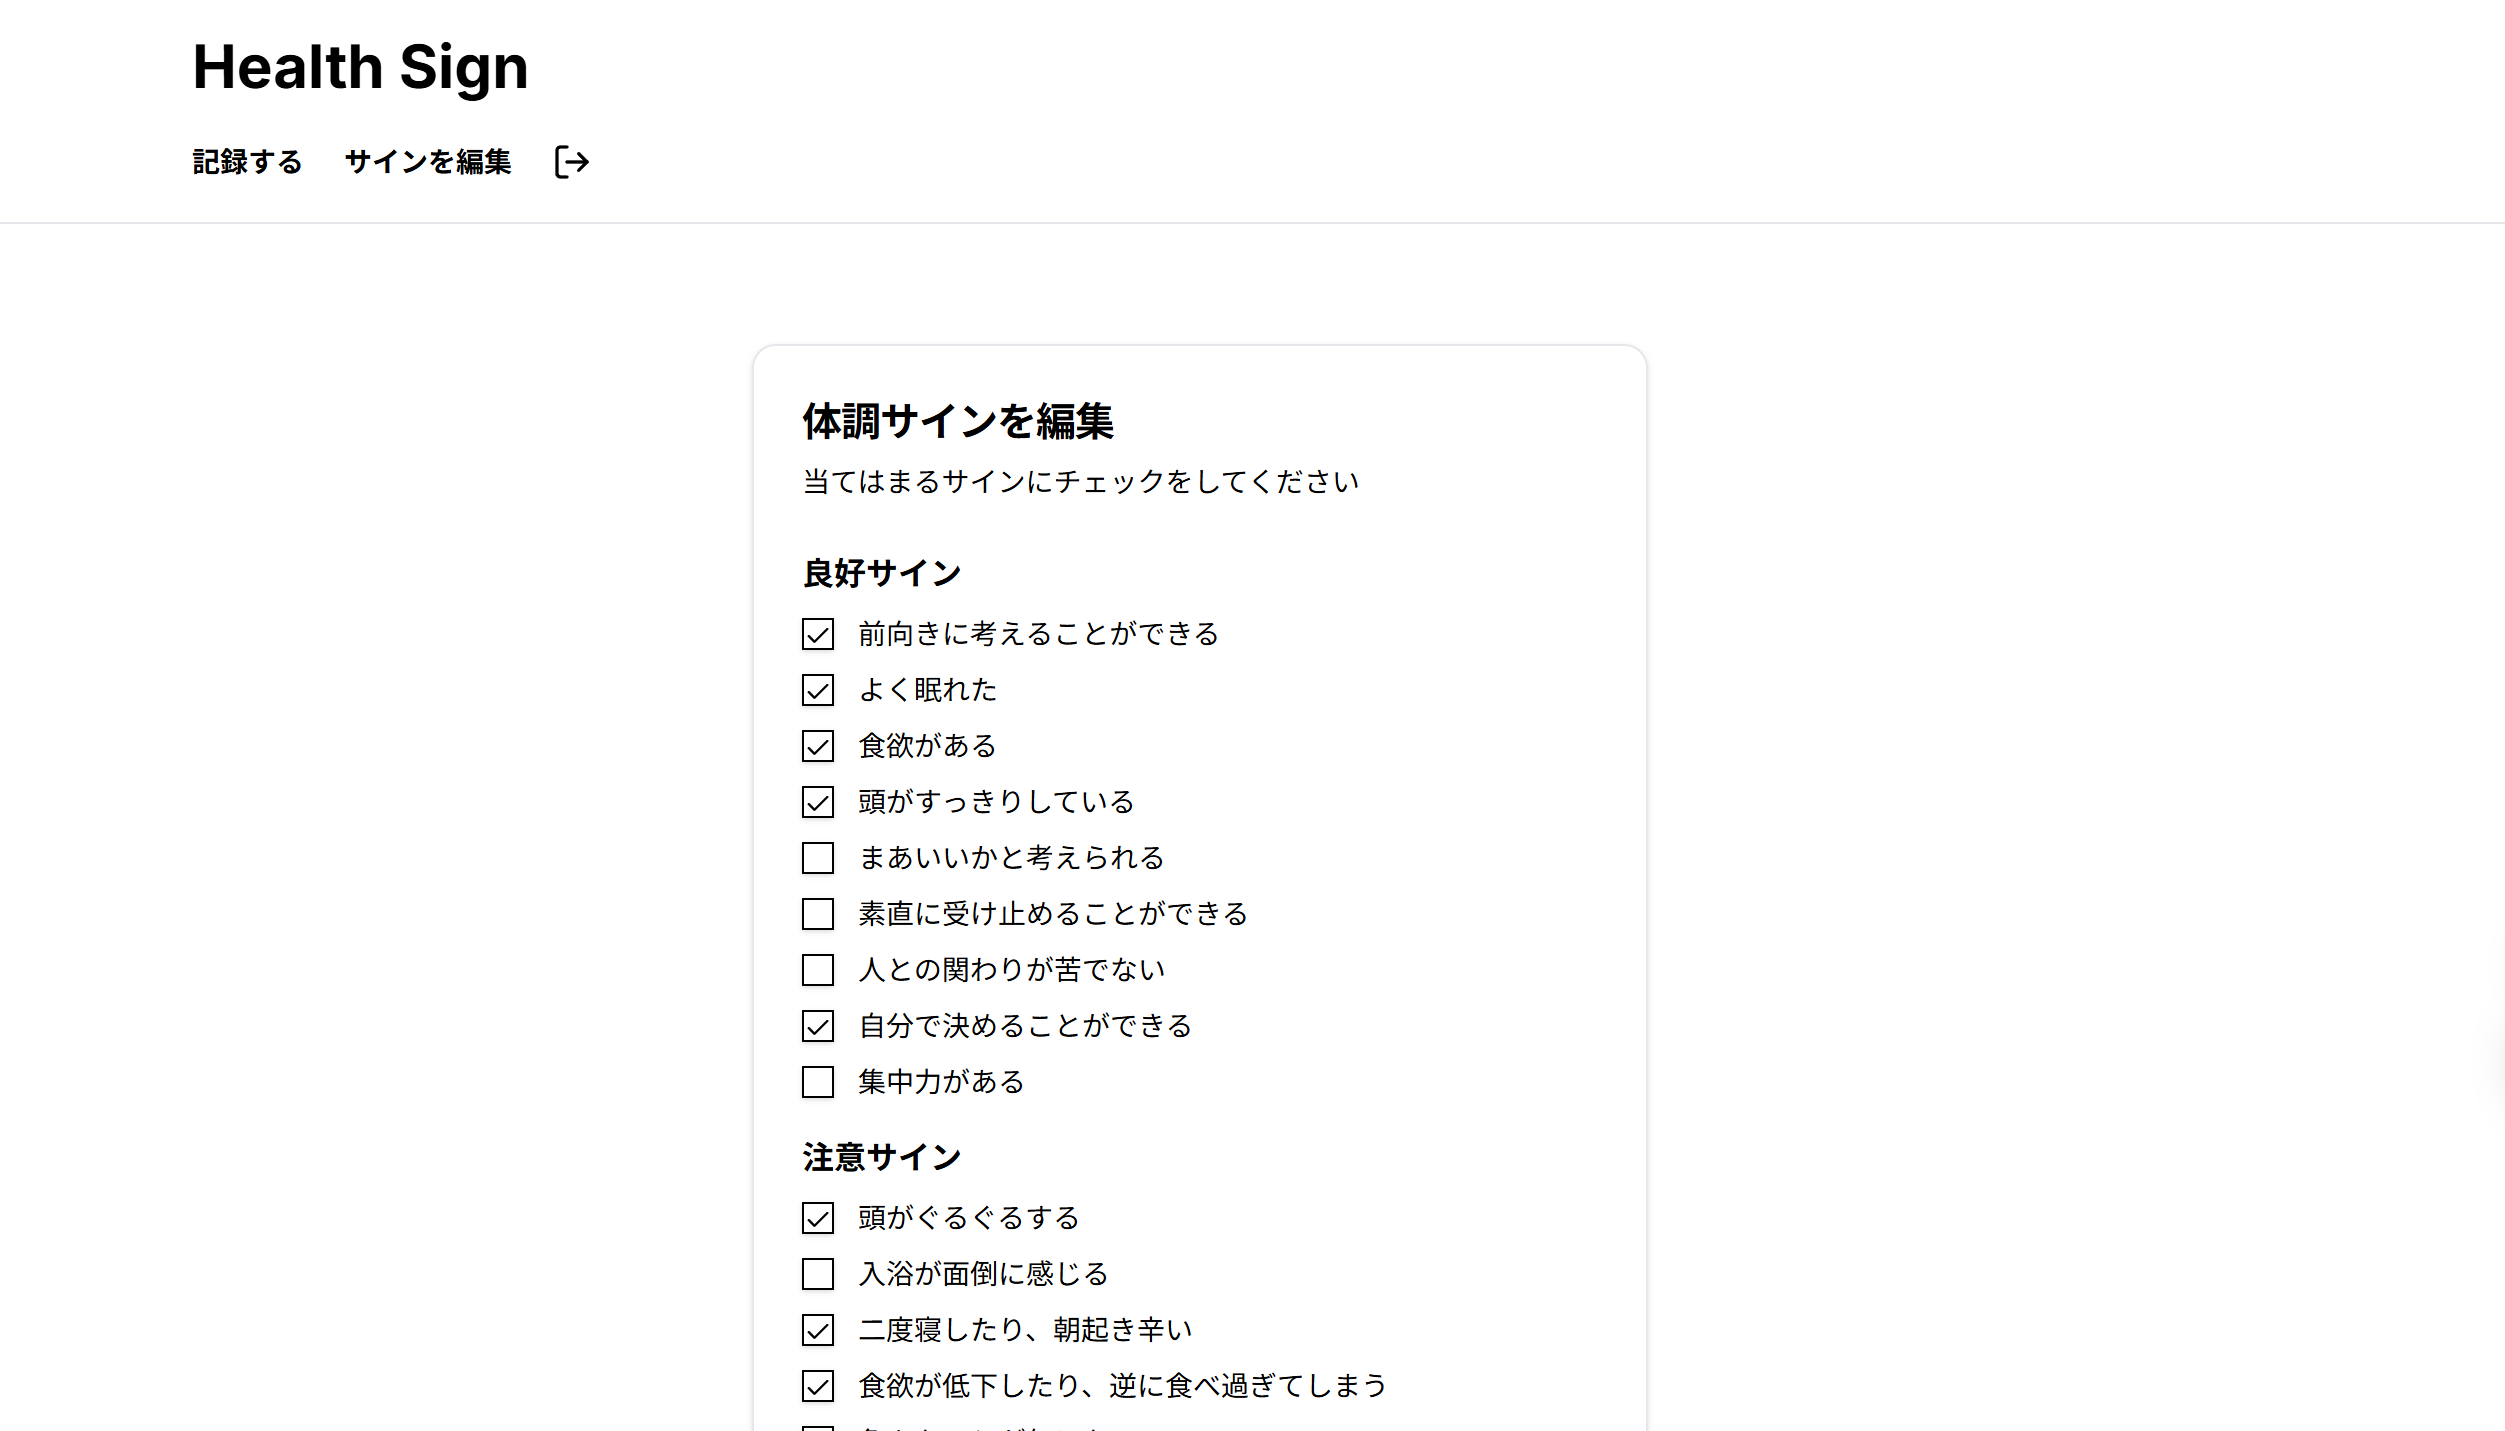 Health Sign
記録する サインを編集
体調サインを編集
当てはまるサインにチェックをしてください
良好サイン
前向きに考えることができる
よく眠れた
食欲がある
頭がすっきりしている
まあいいかと考えられる
素直に受け止めることができる
人との関わりが苦でない
自分で決めることができる
集中力がある
注意サイン
頭がぐるぐるする
入浴が面倒に感じる
二度寝したり、朝起き辛い
食欲が低下したり、逆に食べ過ぎてしまう